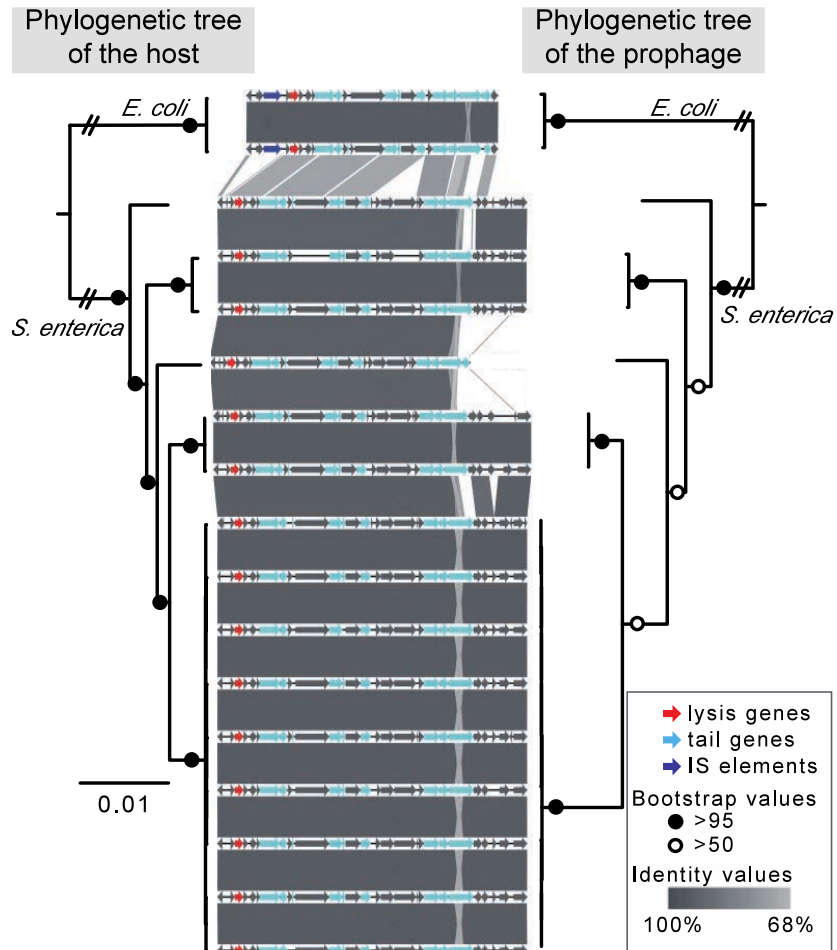 Phylogenetic tree
of the host
Phylogenetic tree
of the prophage
E. coli
E. coli
S. enterica
S. enterica
0.01
lysis genes
tail genes
IS elements
Bootstrap values
>95
>50
Identity values
100% 68%